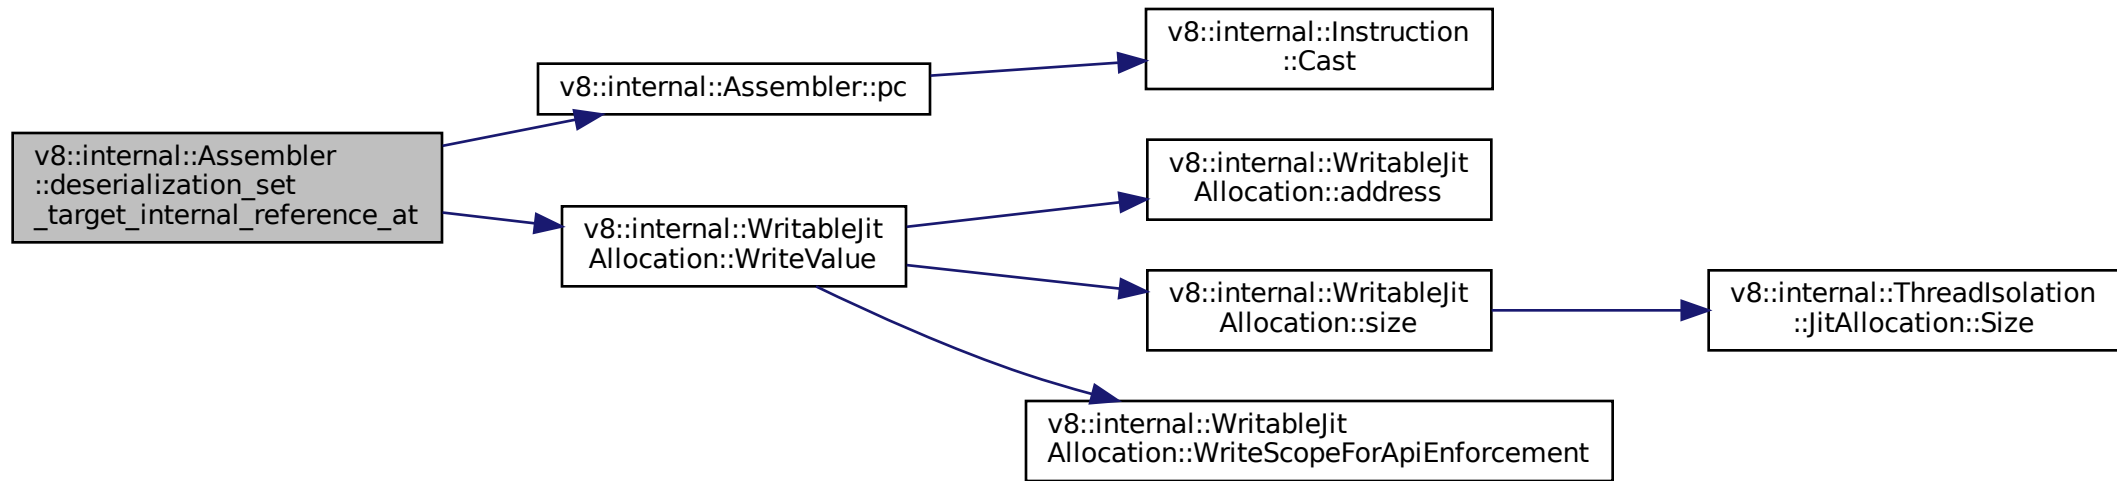 v8::internal::Assembler
::deserialization_set
_target_internal_reference_at
v8::internal::Assembler::pc
v8::internal::Instruction
::Cast
v8::internal::WritableJit
Allocation::WriteValue
v8::internal::WritableJit
Allocation::address
v8::internal::WritableJit
Allocation::size
v8::internal::ThreadIsolation
::JitAllocation::Size
v8::internal::WritableJit
Allocation::WriteScopeForApiEnforcement